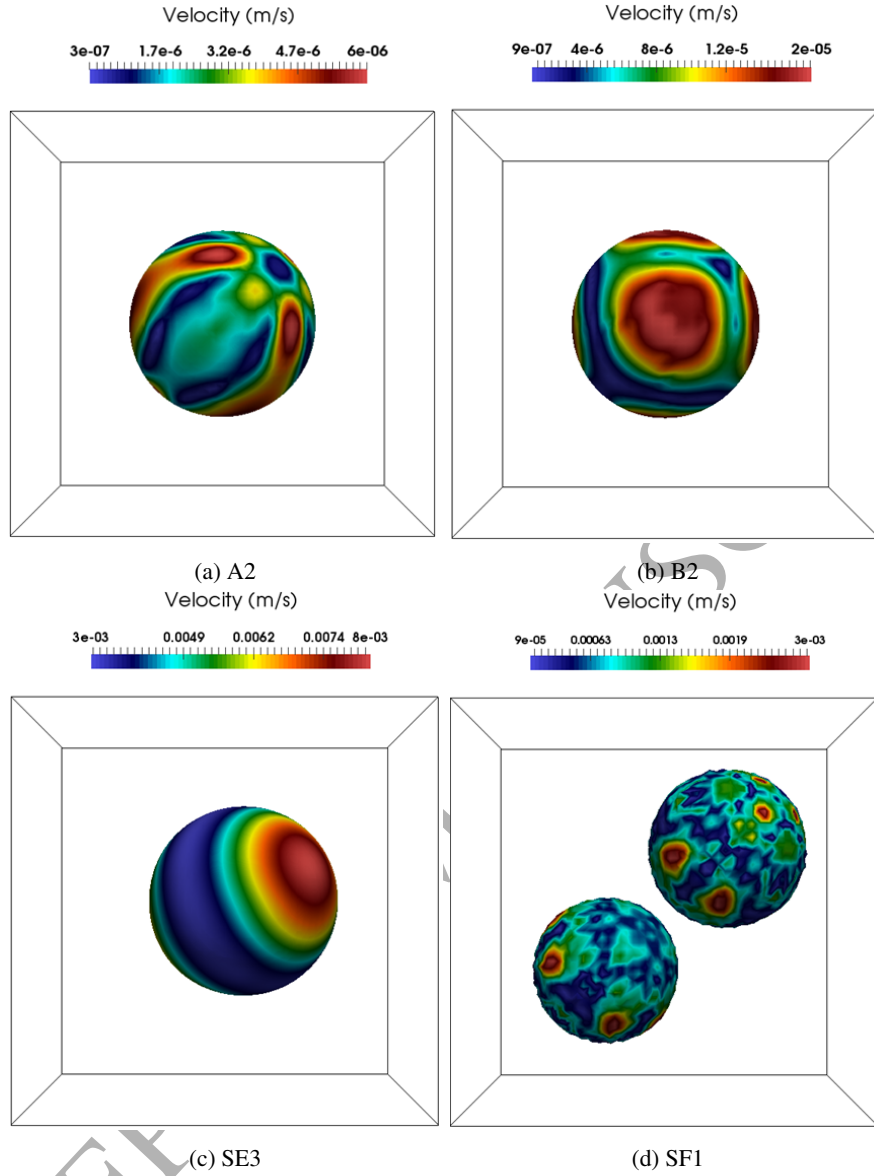 Velocity (m/s)
3e-07 1.7e-6 3.2e-6 4.7e-6 6e-06
Velocity (m/s)
9e-07 4e-6 8e-6 1.2e-5 2e-05
(a) A2
(b) B2
Velocity (m/s)
3e-03 0.0049 0.0062 0.0074 8e-03
Velocity (m/s)
9e-05 0.00063 0.0013 0.0019 3e-03
(c) SE3
(d) SF1